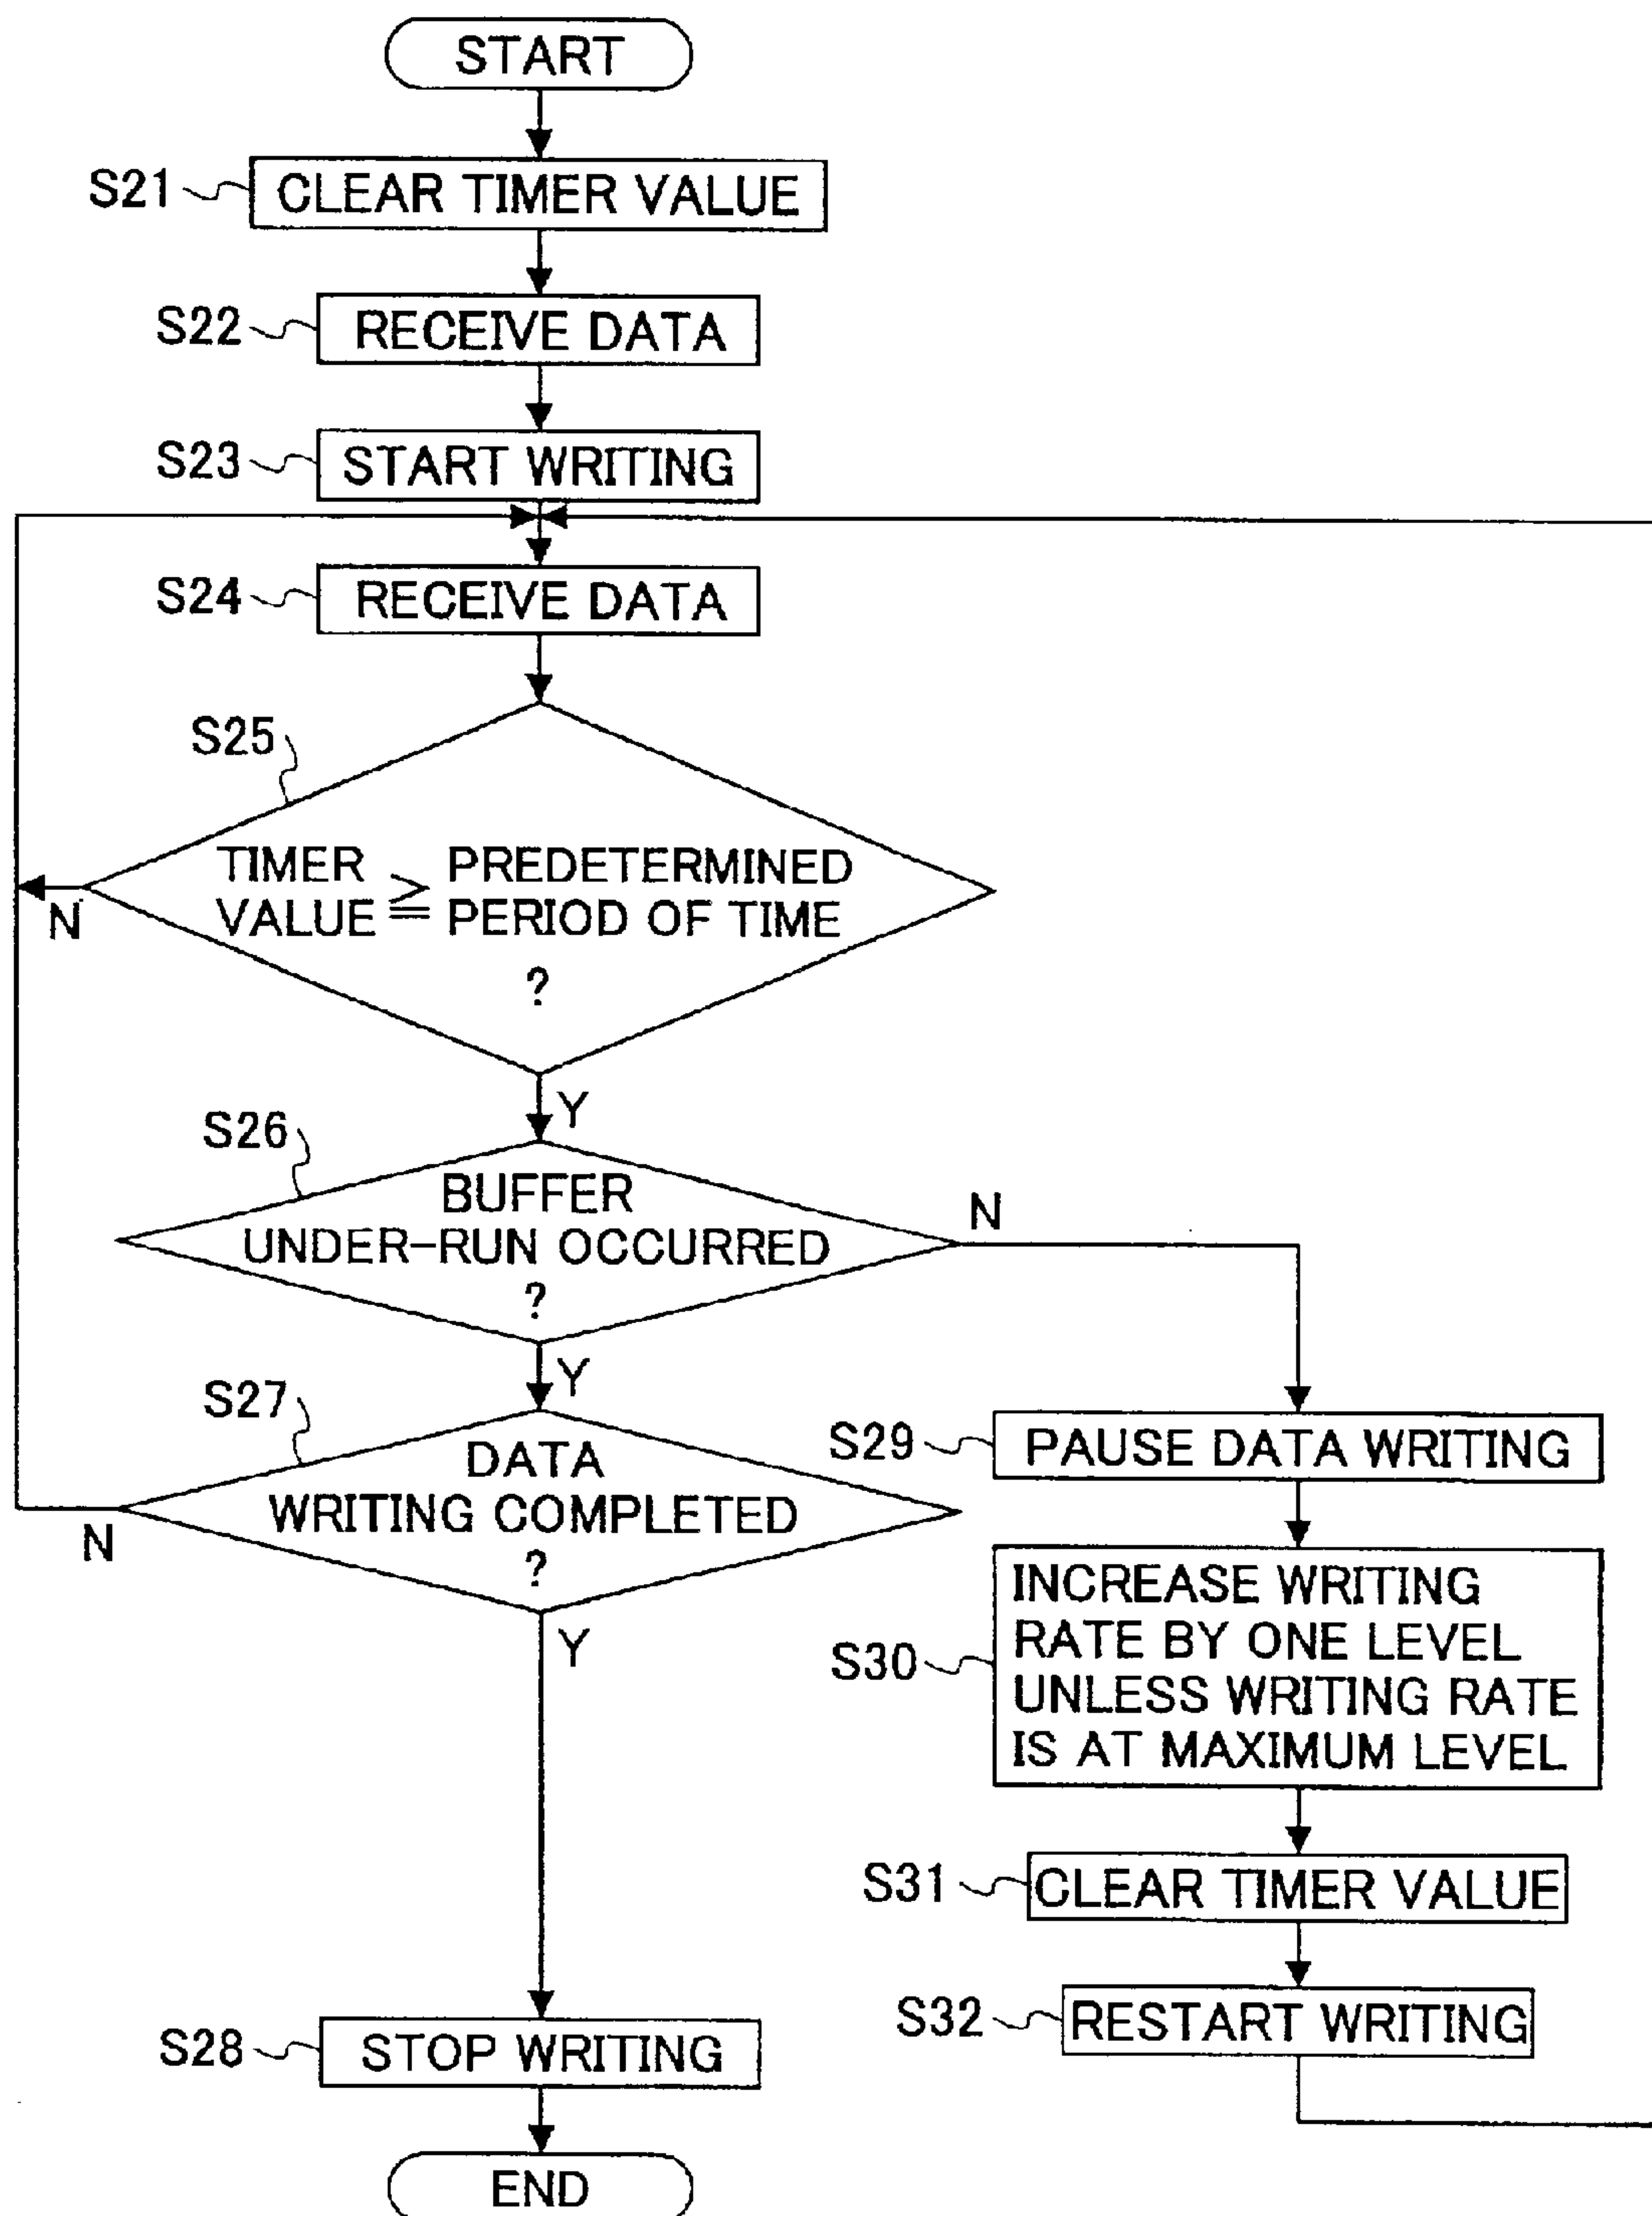 START
S21
CLEAR TIMER VALUE
S22
RECEIVE DATA
S23
START WRITING
S24
RECEIVE DATA
S25
TIMER VALUE ≧ PREDETERMINED PERIOD OF TIME
?
N
Y
S26
BUFFER
UNDER-RUN OCCURRED
?
N
Y
S27
DATA
WRITING COMPLETED
?
N
Y
S28
STOP WRITING
END
S29
PAUSE DATA WRITING
S30
INCREASE WRITING
RATE BY ONE LEVEL
UNLESS WRITING RATE
IS AT MAXIMUM LEVEL
S31
CLEAR TIMER VALUE
S32
RESTART WRITING